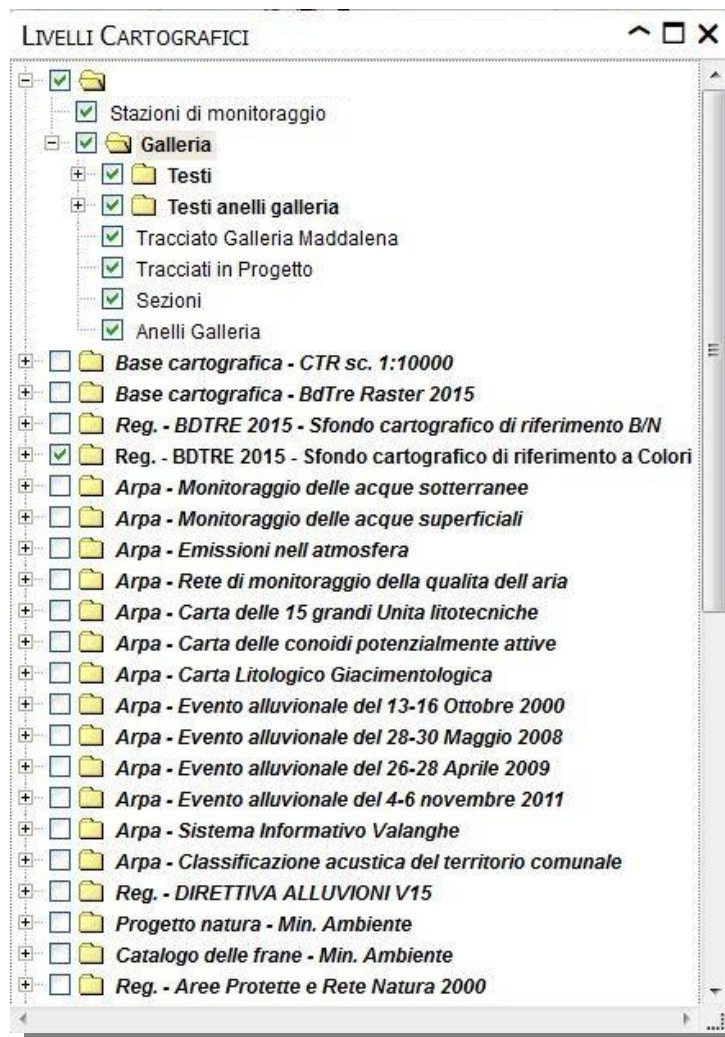 LIVELLI CARTOGRAFICI
Stazioni di monitoraggio
Galleria
Testi
Testi anelli galleria
Tracciato Galleria Maddalena
Tracciati in Progetto
Sezioni
Anelli Galleria
Base cartografica - CTR sc. 1:10000
Base cartografica - BdTre Raster 2015
Reg. - BDTRE 2015 - Sfondo cartografico di riferimento B/N
Reg. - BDTRE 2015 - Sfondo cartografico di riferimento a Colori
Arpa - Monitoraggio delle acque sotterranee
Arpa - Monitoraggio delle acque superficiali
Arpa - Emissioni nell atmosfera
Arpa - Rete di monitoraggio della qualita dell aria
Arpa - Carta delle 15 grandi Unita litotecniche
Arpa - Carta delle conoidi potenzialmente attive
Arpa - Carta Litologico Giacimentologica
Arpa - Evento alluvionale del 13-16 Ottobre 2000
Arpa - Evento alluvionale del 28-30 Maggio 2008
Arpa - Evento alluvionale del 26-28 Aprile 2009
Arpa - Evento alluvionale del 4-6 novembre 2011
Arpa - Sistema Informativo Valanghe
Arpa - Classificazione acustica del territorio comunale
Reg. - DIRETTIVA ALLUVIONI V15
Progetto natura - Min. Ambiente
Catalogo delle frane - Min. Ambiente
Reg. - Aree Protette e Rete Natura 2000